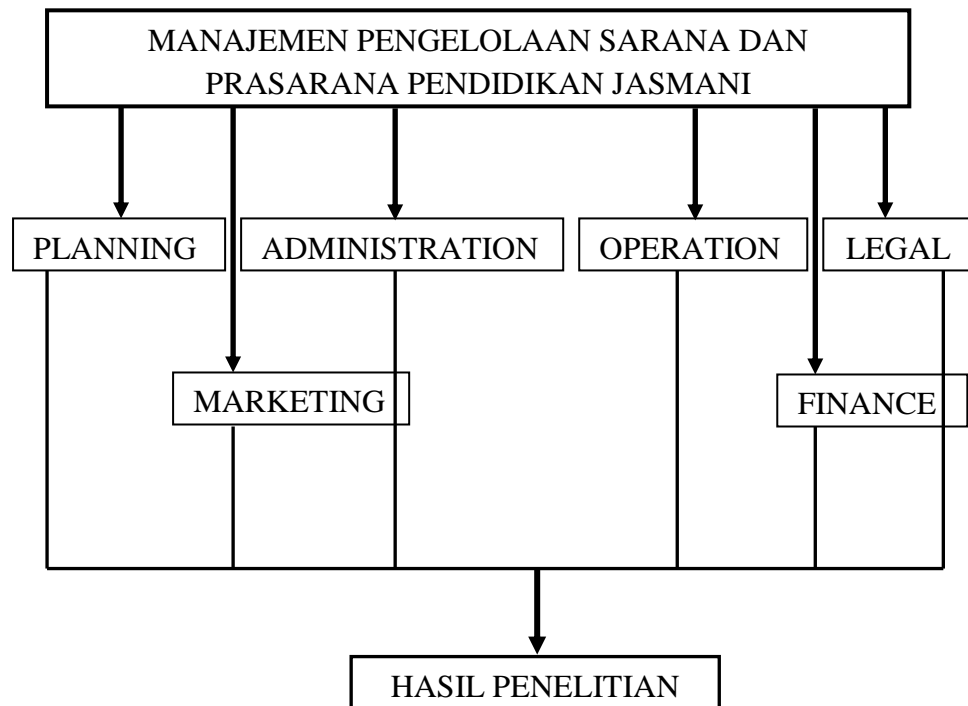 MANAJEMEN PENGELOLAAN SARANA DAN
PRASARANA PENDIDIKAN JASMANI
PLANNING
ADMINISTRATION
OPERATION
LEGAL
MARKETING
FINANCE
HASIL PENELITIAN